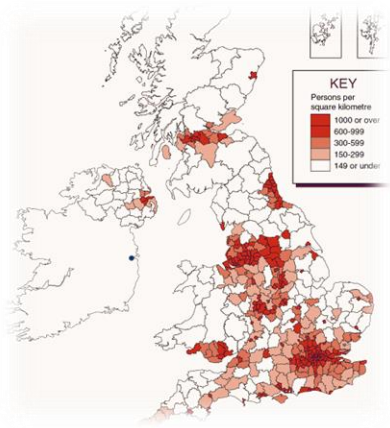 KEY
Persons per
square kilometre
1000 or over
600-999
300-599
150-299
149 or under